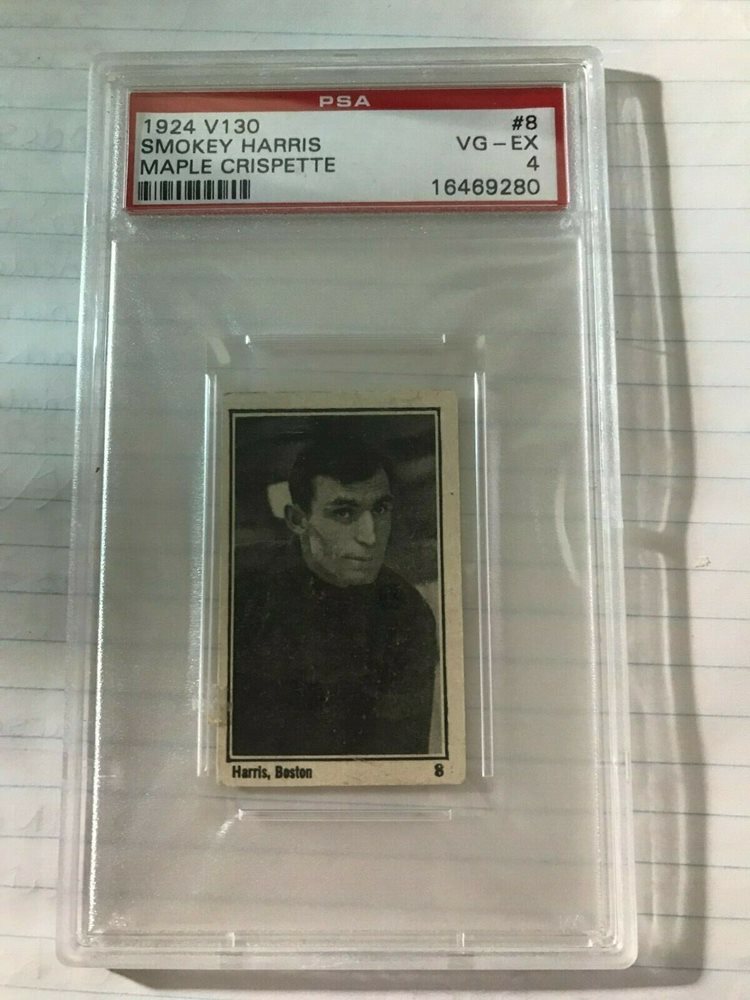 PSA
1924 V130 #8
SMOKEY HARRIS VG-EX
MAPLE CRISPETTE 4
16469280
Harris, Boston 8